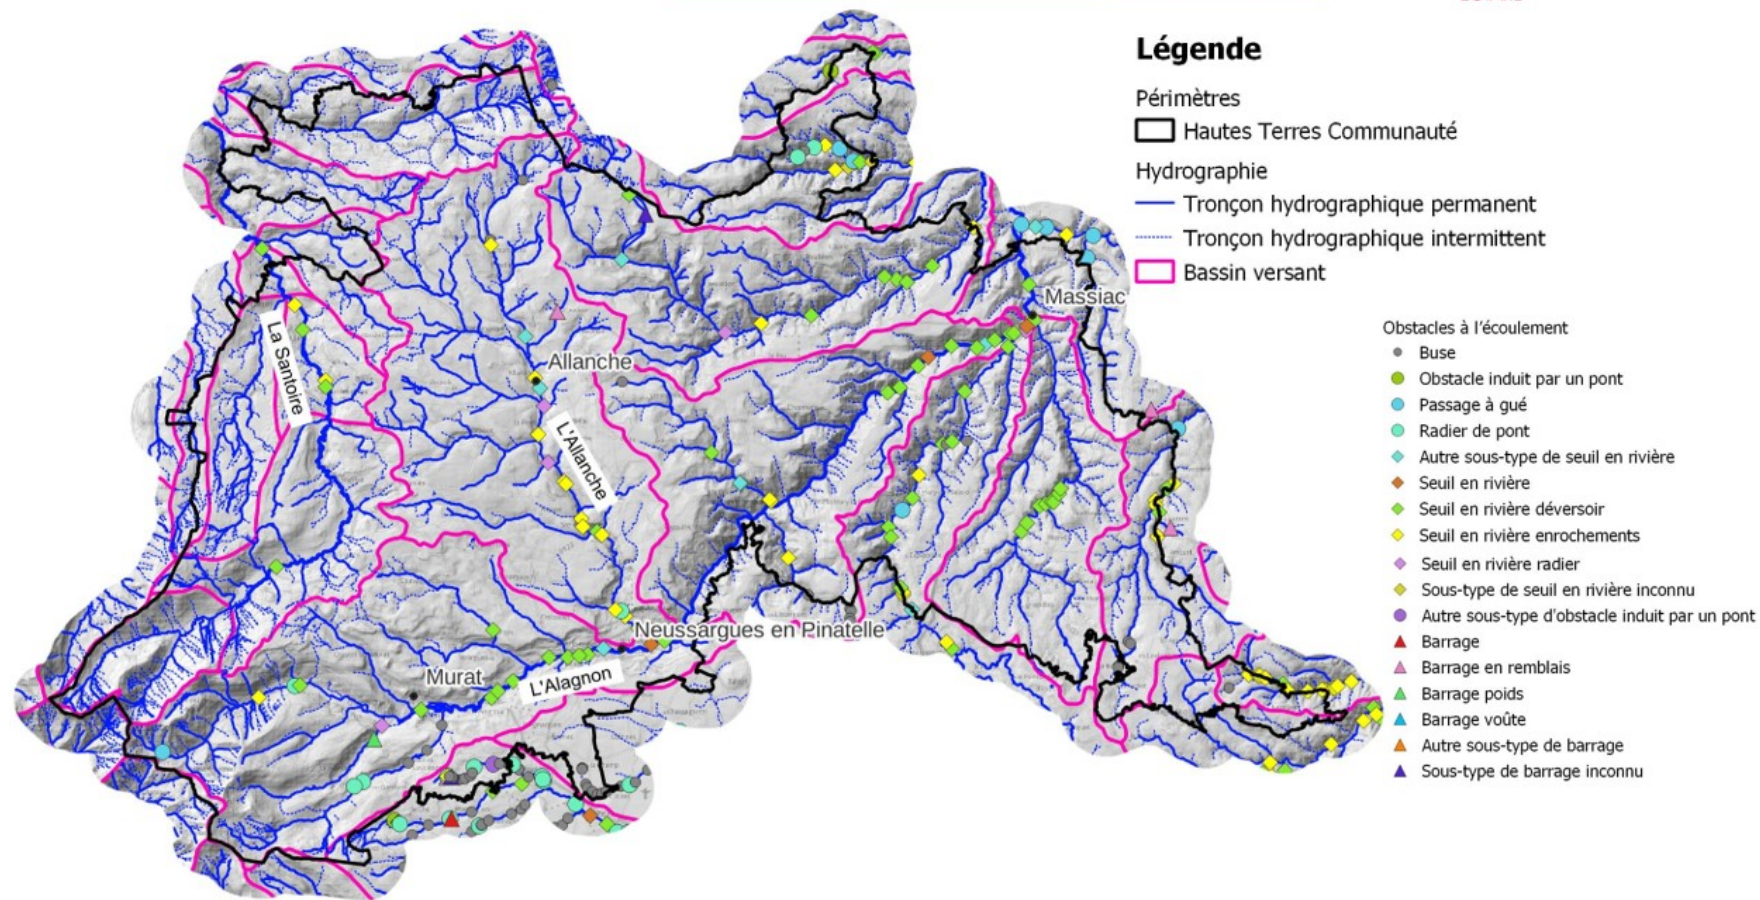 Légende
Périmètres
Hautes Terres Communauté
Hydrographie
Tronçon hydrographique permanent
Tronçon hydrographique intermittent
Bassin versant
Obstacles à l'écoulement
Buse
Obstacle induit par un pont
Passage à gué
Radier de pont
Autre sous-type de seuil en rivière
Seuil en rivière
Seuil en rivière déversoir
Seuil en rivière enrochements
Seuil en rivière radier
Sous-type de seuil en rivière inconnu
Autre sous-type d'obstacle induit par un pont
Barrage
Barrage en remblais
Barrage poids
Barrage voûte
Autre sous-type de barrage
Sous-type de barrage inconnu
Massiac
La Santoire
Allanche
L'Allanche
Neussargues en Pinatelle
Murat
L'Alagnon